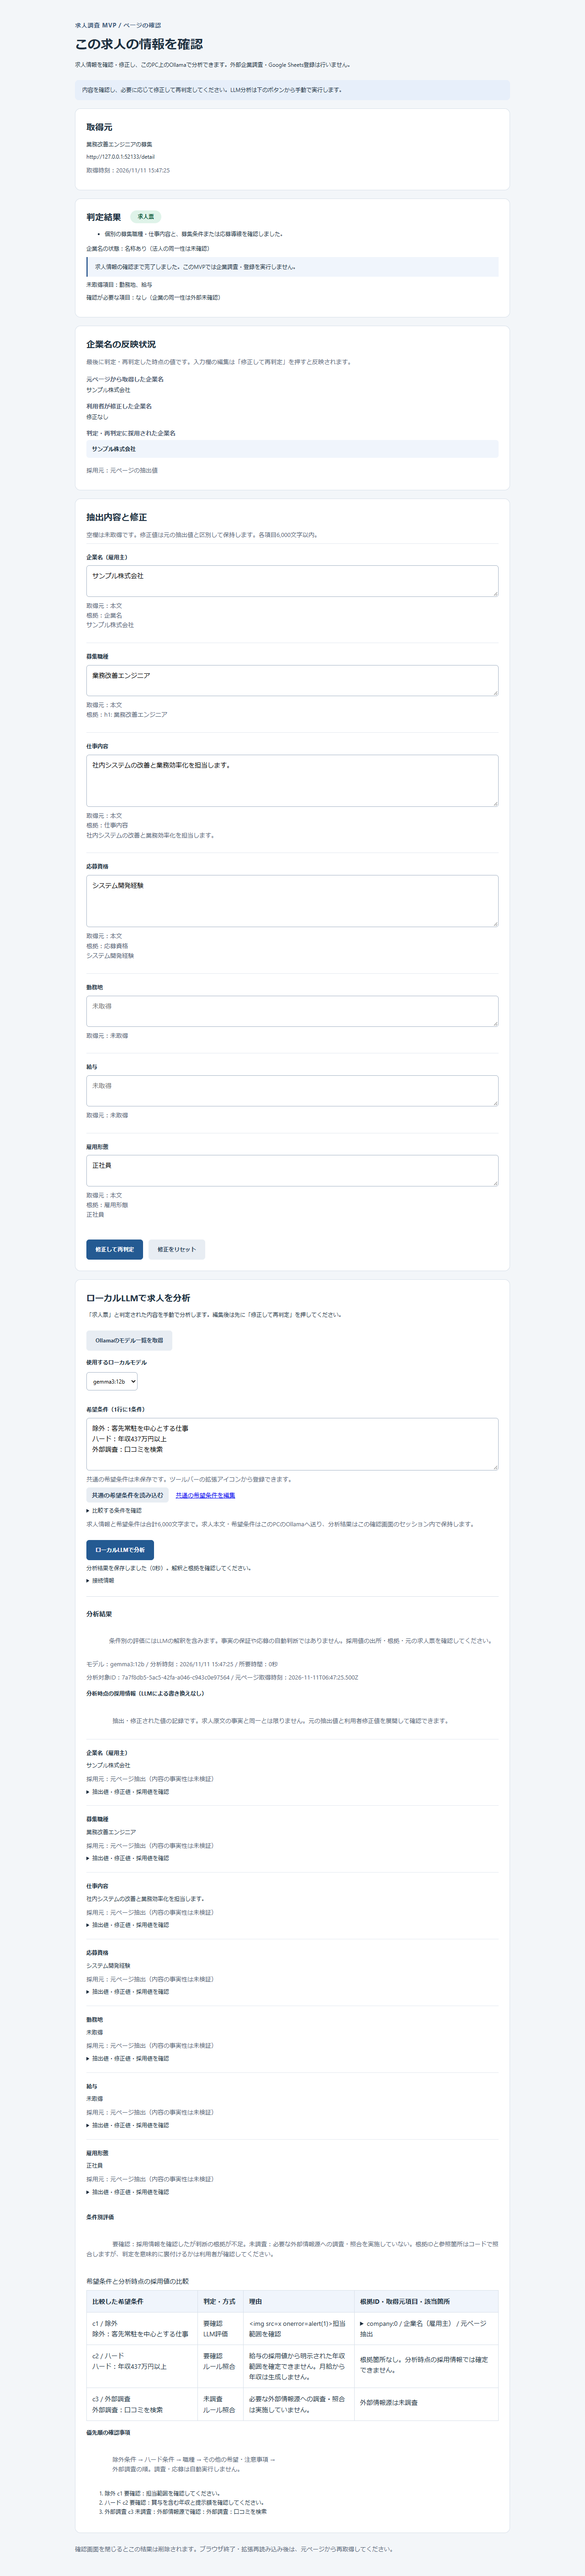 求人調査 MVP / ページの確認
この求人の情報を確認
求人情報を確認・修正し、このPC上のOllamaで分析できます。外部企業調査・Google Sheets登録は行いません。
内容を確認し、必要に応じて修正して再判定してください。LLM分析は下のボタンから手動で実行します。
取得元
業務改善エンジニアの募集
http://127.0.0.1:52133/detail
取得時刻：2026/11/11 15:47:25
判定結果
求人票
• 個別の募集職種・仕事内容と、募集条件または応募導線を確認しました。
企業名の状態：名称あり（法人の同一性は未確認）
求人情報の確認まで完了しました。このMVPでは企業調査・登録を実行しません。
未取得項目：勤務地、給与
確認が必要な項目：なし（企業の同一性は外部未確認）
企業名の反映状況
最後に判定・再判定した時点の値です。入力欄の編集は「修正して再判定」を押すと反映されます。
元ページから取得した企業名
サンプル株式会社
利用者が修正した企業名
修正なし
判定・再判定に採用された企業名
サンプル株式会社
採用元：元ページの抽出値
抽出内容と修正
空欄は未取得です。修正値は元の抽出値と区別して保持します。各項目6,000文字以内。
企業名（雇用主）
サンプル株式会社
取得元：本文
根拠：企業名
サンプル株式会社
募集職種
業務改善エンジニア
取得元：本文
根拠：h1: 業務改善エンジニア
仕事内容
社内システムの改善と業務効率化を担当します。
取得元：本文
根拠：仕事内容
社内システムの改善と業務効率化を担当します。
応募資格
システム開発経験
取得元：本文
根拠：応募資格
システム開発経験
勤務地
未取得
取得元：未取得
給与
未取得
取得元：未取得
雇用形態
正社員
取得元：本文
根拠：雇用形態
正社員
修正して再判定
修正をリセット
ローカルLLMで求人を分析
「求人票」と判定された内容を手動で分析します。編集後は先に「修正して再判定」を押してください。
Ollamaのモデル一覧を取得
使用するローカルモデル
gemma3:12b
希望条件（1行に1条件）
除外：客先常駐を中心とする仕事
ハード：年収437万円以上
外部調査：口コミを検索
共通の希望条件は未保存です。ツールバーの拡張アイコンから登録できます。
共通の希望条件を読み込む 共通の希望条件を編集
▶ 比較する条件を確認
求人情報と希望条件は合計6,000文字まで。求人本文・希望条件はこのPCのOllamaへ送り、分析結果はこの確認画面のセッション内で保持します。
ローカルLLMで分析
分析結果を保存しました（0秒）。解釈と根拠を確認してください。
▶ 接続情報
分析結果
条件別の評価にはLLMの解釈を含みます。事実の保証や応募の自動判断ではありません。採用値の出所・根拠・元の求人票を確認してください。
モデル：gemma3:12b / 分析時刻：2026/11/11 15:47:25 / 所要時間：0秒
分析対象ID：7a7f8db5-5ac5-42fa-a046-c943c0e97564 / 元ページ取得時刻：2026-11-11T06:47:25.500Z
分析時点の採用情報（LLMによる書き換えなし）
抽出・修正された値の記録です。求人原文の事実と同一とは限りません。元の抽出値と利用者修正値を展開して確認できます。
企業名（雇用主）
サンプル株式会社
採用元：元ページ抽出（内容の事実性は未検証）
▶ 抽出値・修正値・採用値を確認
募集職種
業務改善エンジニア
採用元：元ページ抽出（内容の事実性は未検証）
▶ 抽出値・修正値・採用値を確認
仕事内容
社内システムの改善と業務効率化を担当します。
採用元：元ページ抽出（内容の事実性は未検証）
▶ 抽出値・修正値・採用値を確認
応募資格
システム開発経験
採用元：元ページ抽出（内容の事実性は未検証）
▶ 抽出値・修正値・採用値を確認
勤務地
未取得
採用元：元ページ抽出（内容の事実性は未検証）
▶ 抽出値・修正値・採用値を確認
給与
未取得
採用元：元ページ抽出（内容の事実性は未検証）
▶ 抽出値・修正値・採用値を確認
雇用形態
正社員
採用元：元ページ抽出（内容の事実性は未検証）
▶ 抽出値・修正値・採用値を確認
条件別評価
要確認：採用情報を確認したが判断の根拠が不足。未調査：必要な外部情報源への調査・照合を実施していない。根拠IDと参照箇所はコードで照
合しますが、判定を意味的に裏付けるかは利用者が確認してください。
希望条件と分析時点の採用値の比較
比較した希望条件 判定・方式 理由 根拠ID・取得元項目・該当箇所
c1 / 除外 要確認 <img src=x onerror=alert(1)>担当 ▶ company:0 / 企業名（雇用主） / 元ページ
除外：客先常駐を中心とする仕事 LLM評価 範囲を確認 抽出
c2 / ハード 要確認 給与の採用値から明示された年収 根拠箇所なし。分析時点の採用情報では確定
ハード：年収437万円以上 ルール照合 範囲を確定できません。月給から できません。
年収は生成しません。
c3 / 外部調査 未調査 必要な外部情報源への調査・照合 外部情報源は未調査
外部調査：口コミを検索 ルール照合 は実施していません。
優先順の確認事項
除外条件 → ハード条件 → 職種 → その他の希望・注意事項 →
外部調査の順。調査・応募は自動実行しません。
1. 除外 c1 要確認：担当範囲を確認してください。
2. ハード c2 要確認：賞与を含む年収と提示額を確認してください。
3. 外部調査 c3 未調査：外部情報源で確認：外部調査：口コミを検索
確認画面を閉じるとこの結果は削除されます。ブラウザ終了・拡張再読み込み後は、元ページから再取得してください。